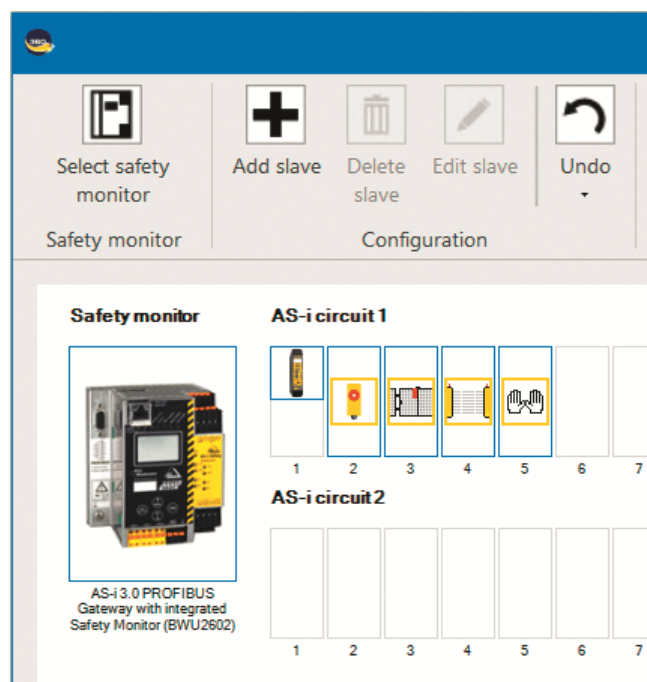 360
Select safety
monitor
Safety monitor
Add slave
Delete
slave
Edit slave
Undo
Configuration
Safety monitor
AS-i 3.0 PROFIBUS
Gateway with integrated
Safety Monitor (BWU2602)
AS-i circuit 1
1 2 3 4 5 6 7
AS-i circuit 2
1 2 3 4 5 6 7